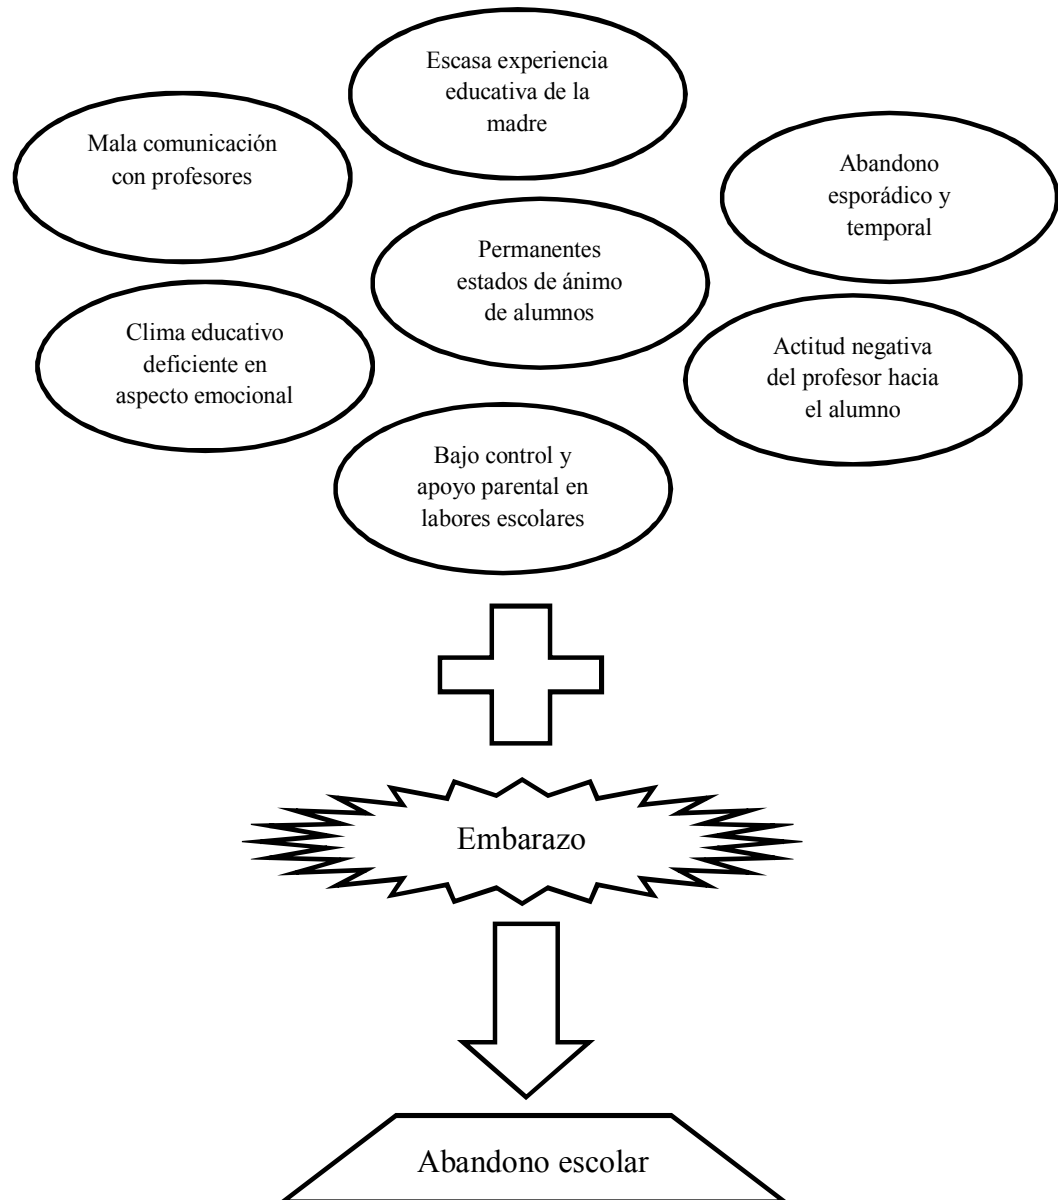 Escasa experiencia
educativa de la
madre
Mala comunicación
con profesores
Abandono
esporádico y
temporal
Permanentes
estados de ánimo
de alumnos
Clima educativo
deficiente en
aspecto emocional
Actitud negativa
del profesor hacia
el alumno
Bajo control y
apoyo parental en
labores escolares
Embarazo
Abandono escolar